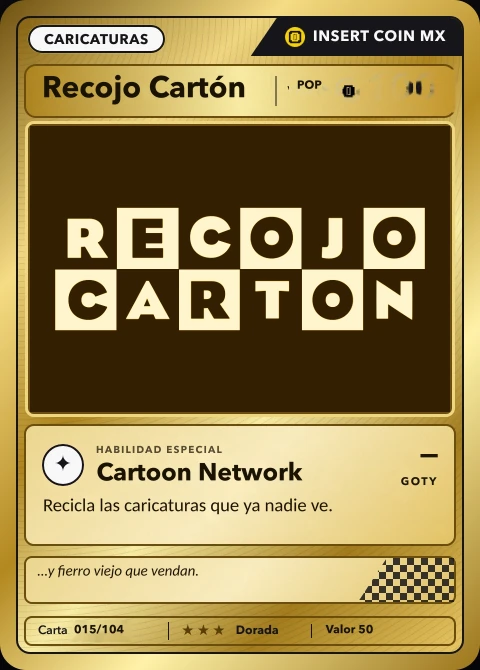 CARICATURAS
INSERT COIN MX
Recojo Cartón
POP
RECOJO
CARTON
HABILIDAD ESPECIAL
Cartoon Network
GOTY
Recicla las caricaturas que ya nadie ve.
...y fierro viejo que vendan.
Carta 015/104
★★★ Dorada
Valor 50